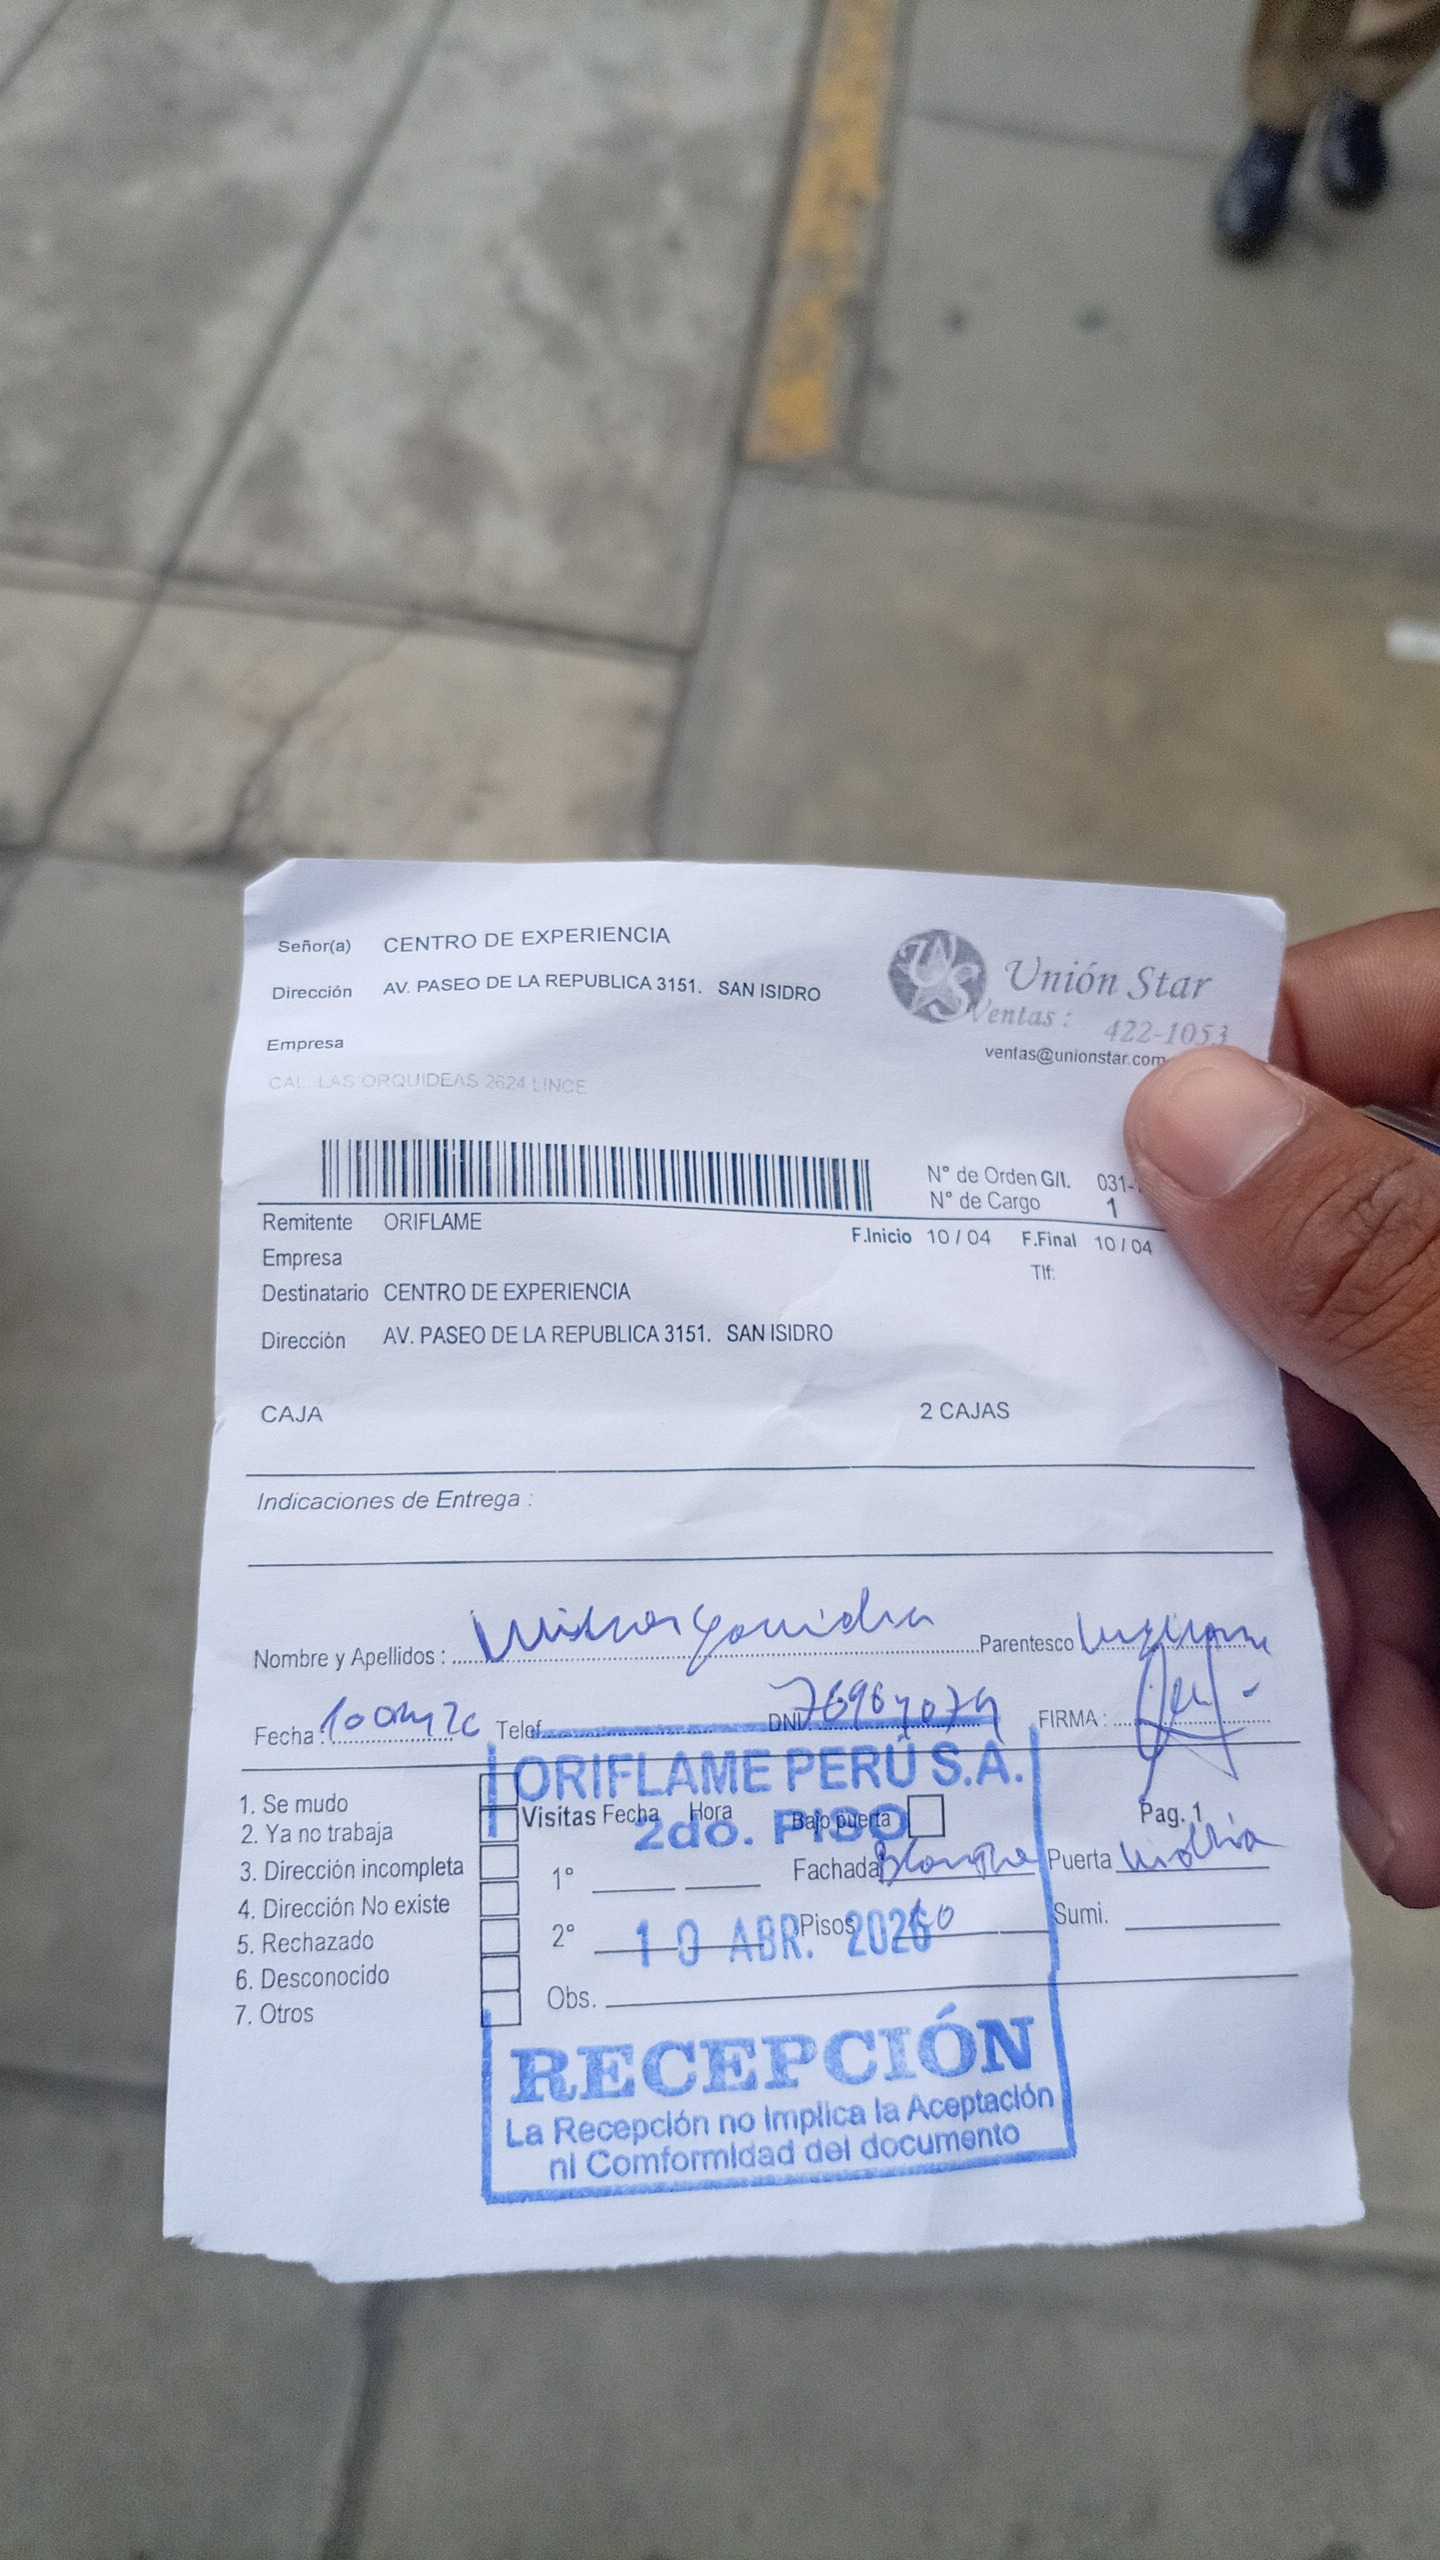 Señor(a) CENTRO DE EXPERIENCIA
Dirección AV. PASEO DE LA REPUBLICA 3151. SAN ISIDRO
Unión Star
Ventas : 422-1053
ventas@unionstar.com
Empresa
CAL. LAS ORQUIDEAS 2624 LINCE
N° de Orden G/I. 031-
N° de Cargo 1
Remitente ORIFLAME
F.Inicio 10 / 04 F.Final 10 / 04
Empresa
Tlf:
Destinatario CENTRO DE EXPERIENCIA
Dirección AV. PASEO DE LA REPUBLICA 3151. SAN ISIDRO
CAJA 2 CAJAS
Indicaciones de Entrega :
Nombre y Apellidos :
Parentesco
Fecha :
Telef
DNI
FIRMA :
ORIFLAME PERÚ S.A.
2do. PISO
1. Se mudo
2. Ya no trabaja
3. Dirección incompleta
4. Dirección No existe
5. Rechazado
6. Desconocido
7. Otros
Visitas Fecha Hora Bajo puerta Pag. 1
1° Fachada Puerta
2° Pisos Sumi.
10 ABR. 2026
Obs.
RECEPCIÓN
La Recepción no implica la Aceptación
ni Comformidad del documento